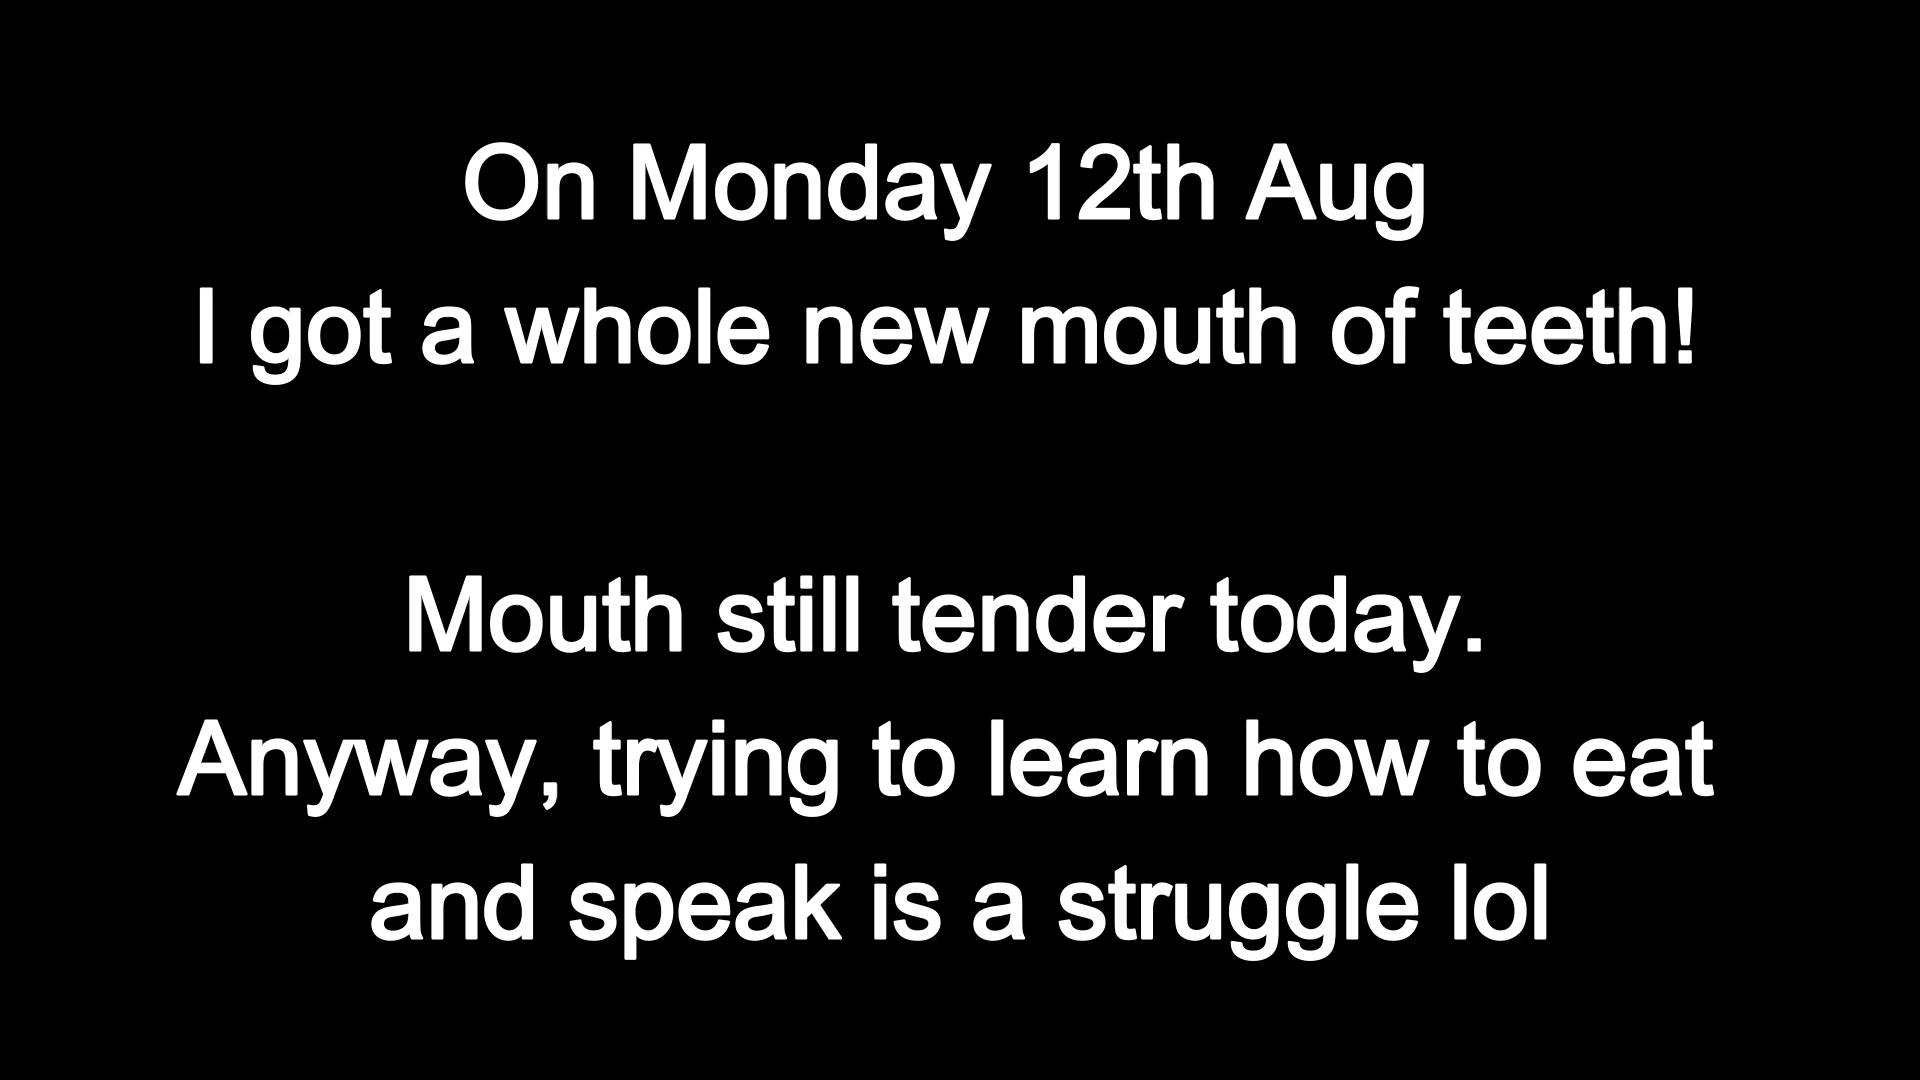 On Monday 12th Aug
I got a whole new mouth of teeth!
Mouth still tender today.
Anyway, trying to learn how to eat
and speak is a struggle lol